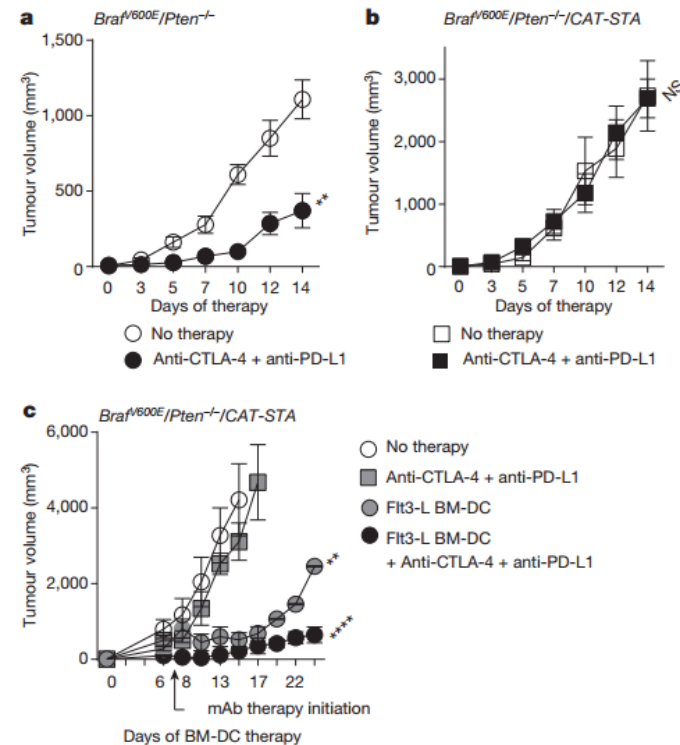 a
Braf^V600E/Pten^−/−
1,500
1,000
500
0
Tumour volume (mm³)
**
0 3 5 7 10 12 14
Days of therapy
No therapy
Anti-CTLA-4 + anti-PD-L1
b
Braf^V600E/Pten^−/−/CAT-STA
3,000
2,000
1,000
0
Tumour volume (mm³)
NS
0 3 5 7 10 12 14
Days of therapy
No therapy
Anti-CTLA-4 + anti-PD-L1
c
Braf^V600E/Pten^−/−/CAT-STA
6,000
4,000
2,000
0
Tumour volume (mm³)
**
****
0 6 8 13 17 22
mAb therapy initiation
Days of BM-DC therapy
No therapy
Anti-CTLA-4 + anti-PD-L1
Flt3-L BM-DC
Flt3-L BM-DC
+ Anti-CTLA-4 + anti-PD-L1